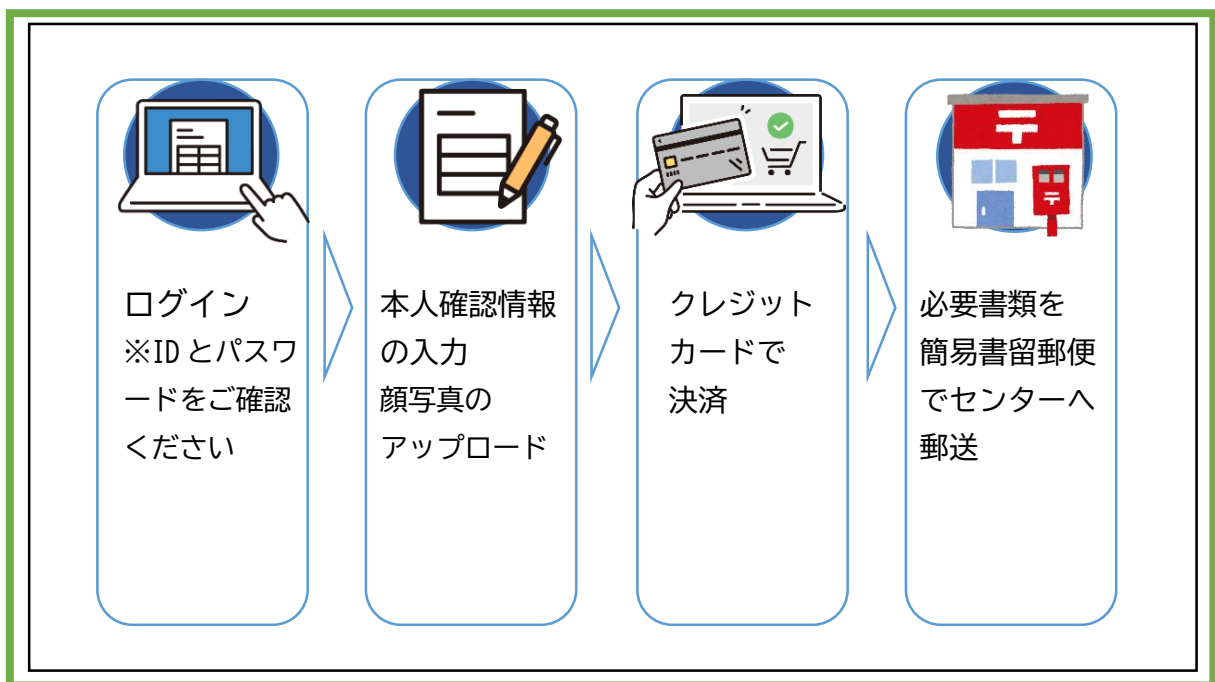 ログイン
※IDとパスワ
ードをご確認
ください
本人確認情報
の入力
顔写真の
アップロード
クレジット
カードで
決済
必要書類を
簡易書留郵便
でセンターへ
郵送